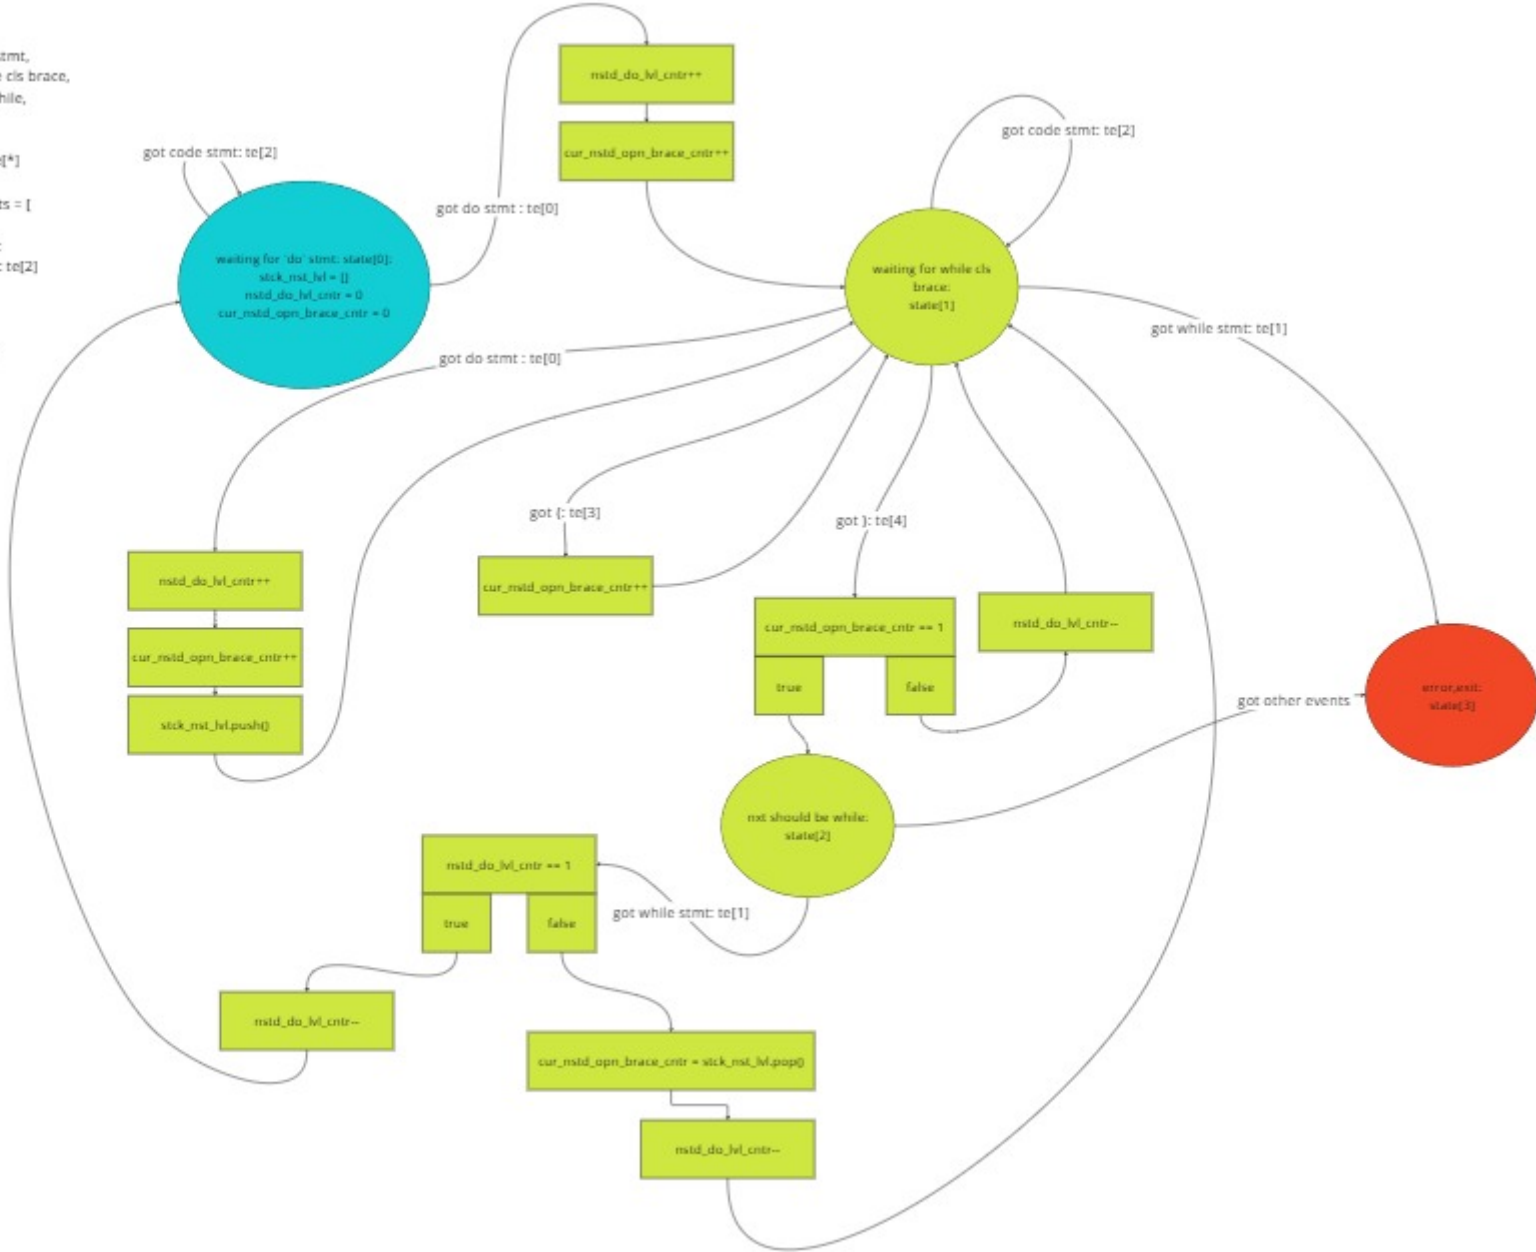 stmt,
cls brace,
while,
[*]
ts = [
:
: te[2]
nstd_do_lvl_cntr++
cur_nstd_opn_brace_cntr++
got code stmt: te[2]
got code stmt: te[2]
got do stmt : te[0]
waiting for `do` stmt: state[0]:
stck_nst_lvl = []
nstd_do_lvl_cntr = 0
cur_nstd_opn_brace_cntr = 0
waiting for while cls
brace:
state[1]
got while stmt: te[1]
got do stmt : te[0]
got {: te[3]
got }: te[4]
nstd_do_lvl_cntr++
cur_nstd_opn_brace_cntr++
stck_nst_lvl.push()
cur_nstd_opn_brace_cntr++
cur_nstd_opn_brace_cntr == 1
true
false
nstd_do_lvl_cntr--
error,exit:
state[3]
got other events
nxt should be while:
state[2]
nstd_do_lvl_cntr == 1
true
false
got while stmt: te[1]
nstd_do_lvl_cntr--
cur_nstd_opn_brace_cntr = stck_nst_lvl.pop()
nstd_do_lvl_cntr--